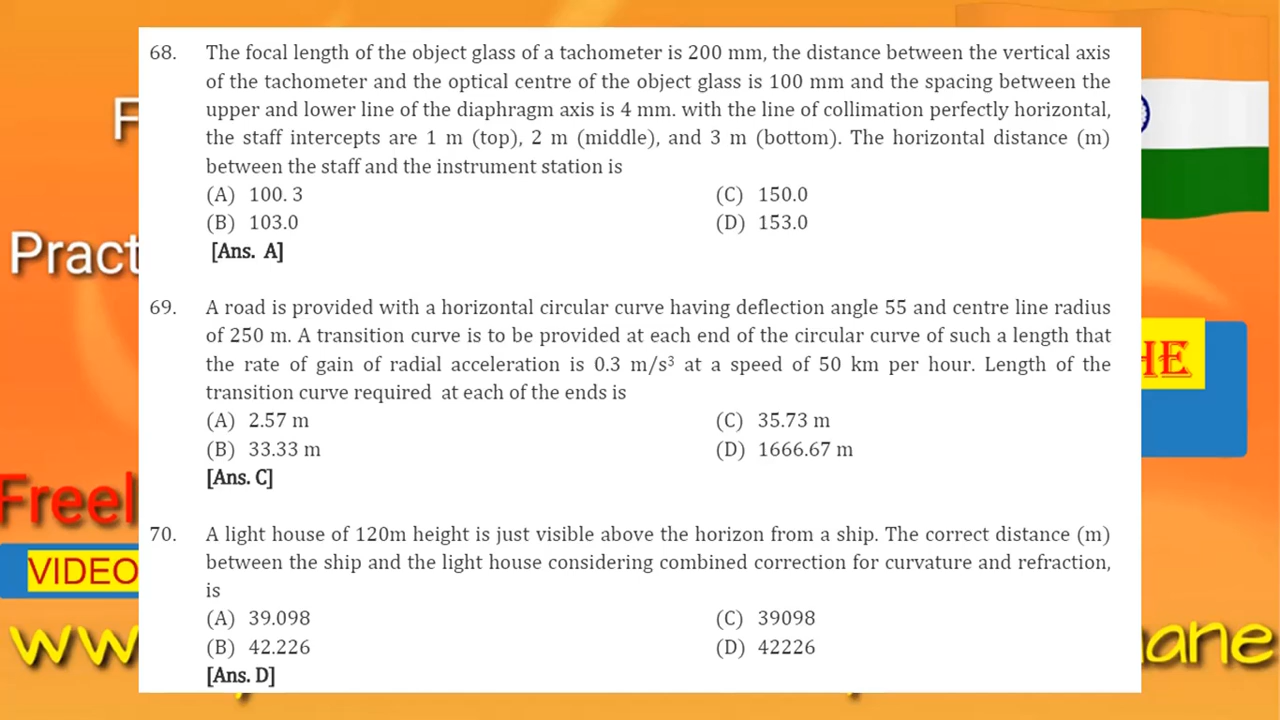 68. The focal length of the object glass of a tachometer is 200 mm, the distance between the vertical axis
of the tachometer and the optical centre of the object glass is 100 mm and the spacing between the
upper and lower line of the diaphragm axis is 4 mm. with the line of collimation perfectly horizontal,
the staff intercepts are 1 m (top), 2 m (middle), and 3 m (bottom). The horizontal distance (m)
between the staff and the instrument station is
(A) 100. 3 (C) 150.0
(B) 103.0 (D) 153.0
[Ans. A]
69. A road is provided with a horizontal circular curve having deflection angle 55 and centre line radius
of 250 m. A transition curve is to be provided at each end of the circular curve of such a length that
the rate of gain of radial acceleration is 0.3 m/s³ at a speed of 50 km per hour. Length of the
transition curve required at each of the ends is
(A) 2.57 m (C) 35.73 m
(B) 33.33 m (D) 1666.67 m
[Ans. C]
70. A light house of 120m height is just visible above the horizon from a ship. The correct distance (m)
between the ship and the light house considering combined correction for curvature and refraction,
is
(A) 39.098 (C) 39098
(B) 42.226 (D) 42226
[Ans. D]
F
Pract
HE
Freel
VIDEO
ww
ane